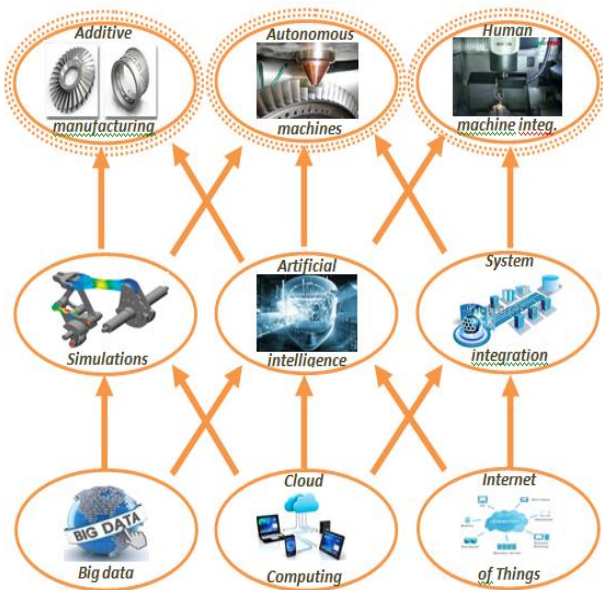 Additive
manufacturing
Autonomous
machines
Human
machine integ.
Simulations
Artificial
intelligence
System
integration
BIG DATA
Big data
Cloud
Computing
Internet
of Things